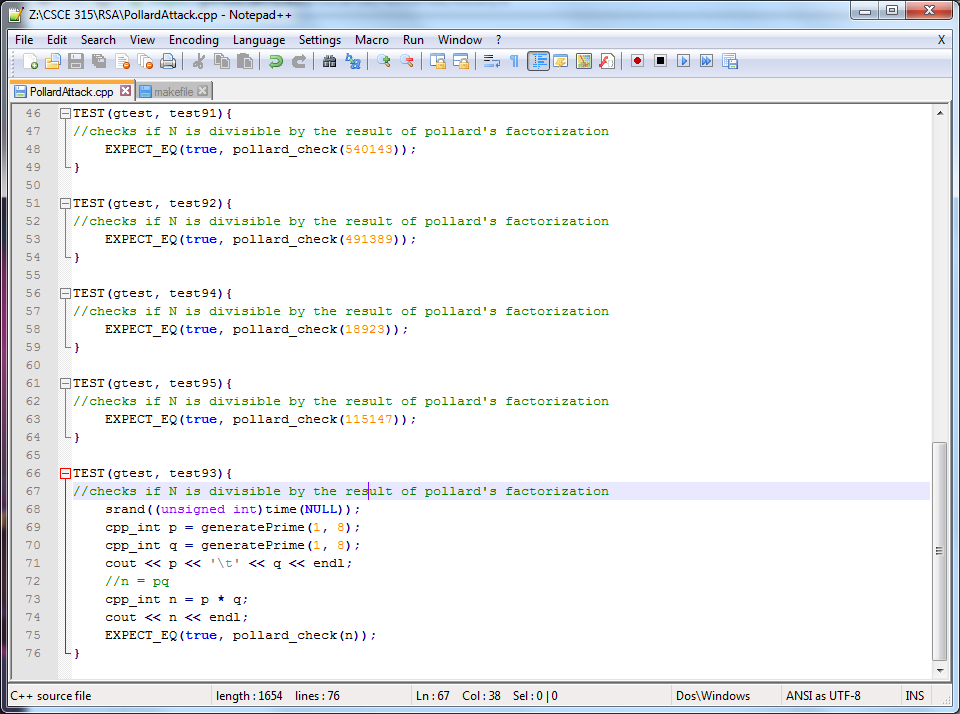 Z:\CSCE 315\RSA\PollardAttack.cpp - Notepad++
File Edit Search View Encoding Language Settings Macro Run Window ? X
PollardAttack.cpp makefile
46 TEST(gtest, test91){
47 //checks if N is divisible by the result of pollard's factorization
48 EXPECT_EQ(true, pollard_check(540143));
49 }
50
51 TEST(gtest, test92){
52 //checks if N is divisible by the result of pollard's factorization
53 EXPECT_EQ(true, pollard_check(491389));
54 }
55
56 TEST(gtest, test94){
57 //checks if N is divisible by the result of pollard's factorization
58 EXPECT_EQ(true, pollard_check(18923));
59 }
60
61 TEST(gtest, test95){
62 //checks if N is divisible by the result of pollard's factorization
63 EXPECT_EQ(true, pollard_check(115147));
64 }
65
66 TEST(gtest, test93){
67 //checks if N is divisible by the result of pollard's factorization
68 srand((unsigned int)time(NULL));
69 cpp_int p = generatePrime(1, 8);
70 cpp_int q = generatePrime(1, 8);
71 cout << p << '\t' << q << endl;
72 //n = pq
73 cpp_int n = p * q;
74 cout << n << endl;
75 EXPECT_EQ(true, pollard_check(n));
76 }
C++ source file length : 1654 lines : 76 Ln : 67 Col : 38 Sel : 0 | 0 Dos\Windows ANSI as UTF-8 INS